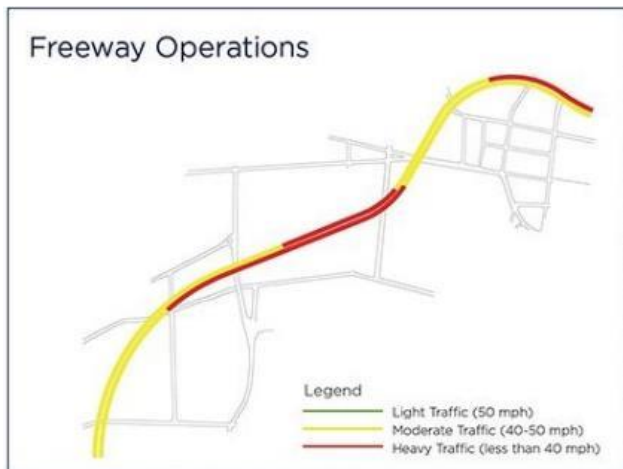 Freeway Operations
Legend
Light Traffic (50 mph)
Moderate Traffic (40-50 mph)
Heavy Traffic (less than 40 mph)